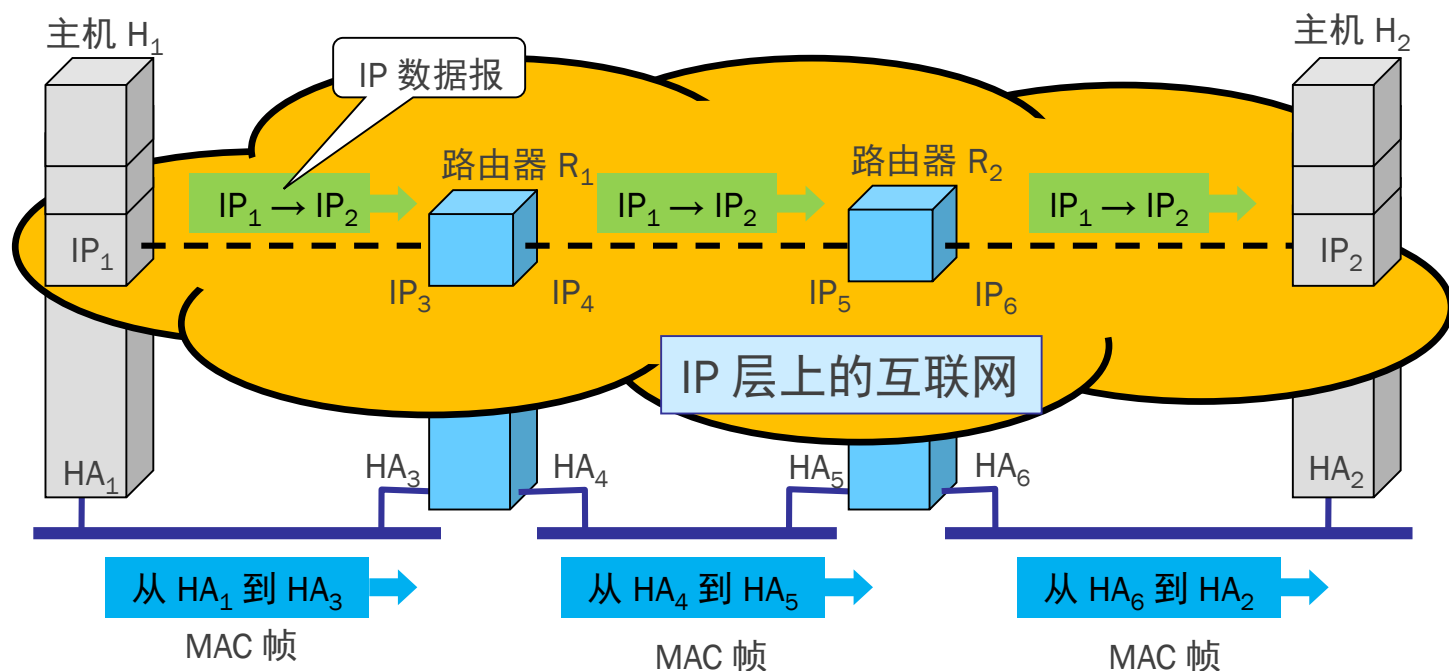 主机 H₁
主机 H₂
IP 数据报
路由器 R₁
路由器 R₂
IP₁ → IP₂
IP₁ → IP₂
IP₁ → IP₂
IP₁
IP₂
IP₃
IP₄
IP₅
IP₆
IP 层上的互联网
HA₁
HA₃
HA₄
HA₅
HA₆
HA₂
从 HA₁ 到 HA₃
从 HA₄ 到 HA₅
从 HA₆ 到 HA₂
MAC 帧
MAC 帧
MAC 帧